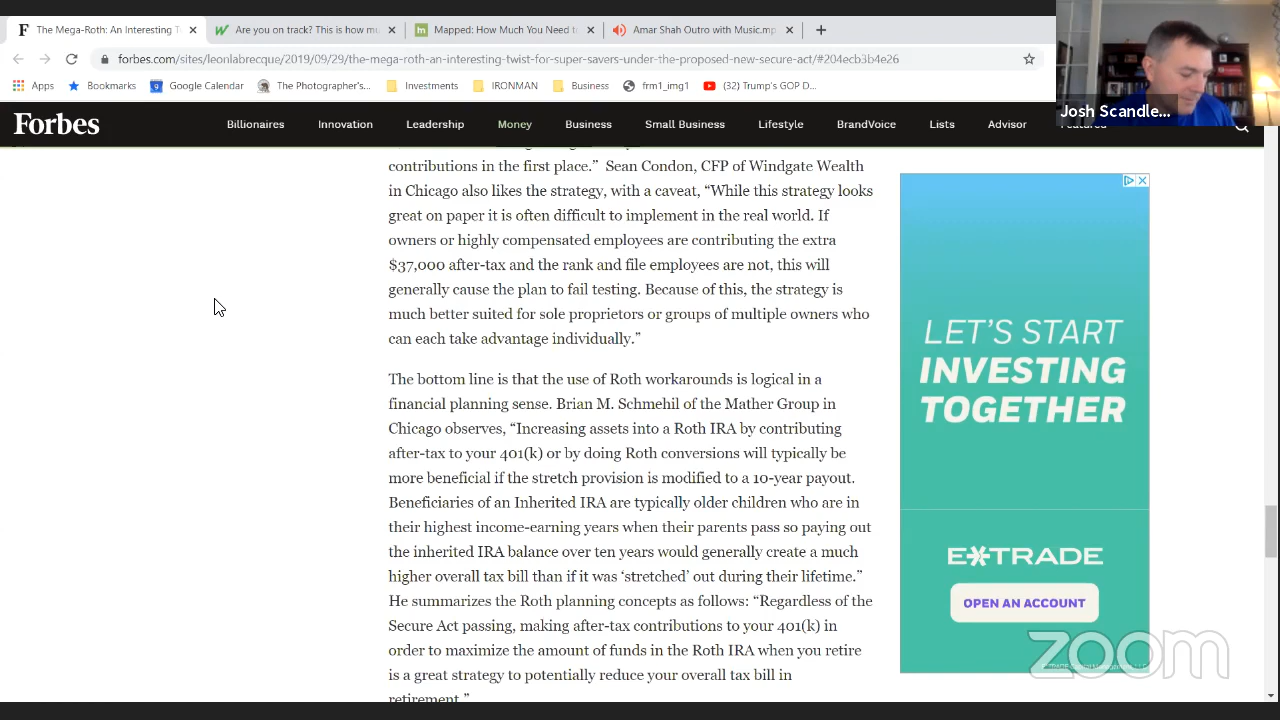 The Mega-Roth: An Interesting T
Are you on track? This is how mu
Mapped: How Much You Need t
Amar Shah Outro with Music.mp
forbes.com/sites/leonlabrecque/2019/09/29/the-mega-roth-an-interesting-twist-for-super-savers-under-the-proposed-new-secure-act/#204ecb3b4e26
Apps
Bookmarks
Google Calendar
The Photographer...
Investments
IRONMAN
Business
frm1_img1
(32) Trump's GOP D...
Josh Scandle...
Forbes
Billionaires
Innovation
Leadership
Money
Business
Small Business
Lifestyle
BrandVoice
Lists
Advisor
Featured
contributions in the first place.” Sean Condon, CFP of Windgate Wealth
in Chicago also likes the strategy, with a caveat, “While this strategy looks
great on paper it is often difficult to implement in the real world. If
owners or highly compensated employees are contributing the extra
$37,000 after-tax and the rank and file employees are not, this will
generally cause the plan to fail testing. Because of this, the strategy is
much better suited for sole proprietors or groups of multiple owners who
can each take advantage individually.”
The bottom line is that the use of Roth workarounds is logical in a
financial planning sense. Brian M. Schmehil of the Mather Group in
Chicago observes, “Increasing assets into a Roth IRA by contributing
after-tax to your 401(k) or by doing Roth conversions will typically be
more beneficial if the stretch provision is modified to a 10-year payout.
Beneficiaries of an Inherited IRA are typically older children who are in
their highest income-earning years when their parents pass so paying out
the inherited IRA balance over ten years would generally create a much
higher overall tax bill than if it was ‘stretched’ out during their lifetime.”
He summarizes the Roth planning concepts as follows: “Regardless of the
Secure Act passing, making after-tax contributions to your 401(k) in
order to maximize the amount of funds in the Roth IRA when you retire
is a great strategy to potentially reduce your overall tax bill in
retirement.”
LET'S START
INVESTING
TOGETHER
E*TRADE
OPEN AN ACCOUNT
zoom